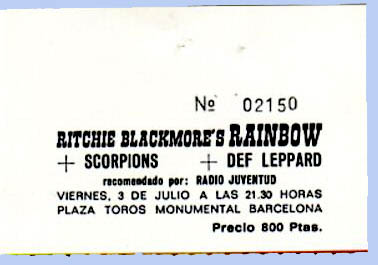 Nº 02150
RITCHIE BLACKMORE'S RAINBOW
+ SCORPIONS + DEF LEPPARD
recomendado por: RADIO JUVENTUD
VIERNES, 3 DE JULIO A LAS 21.30 HORAS
PLAZA TOROS MONUMENTAL BARCELONA
Precio 800 Ptas.